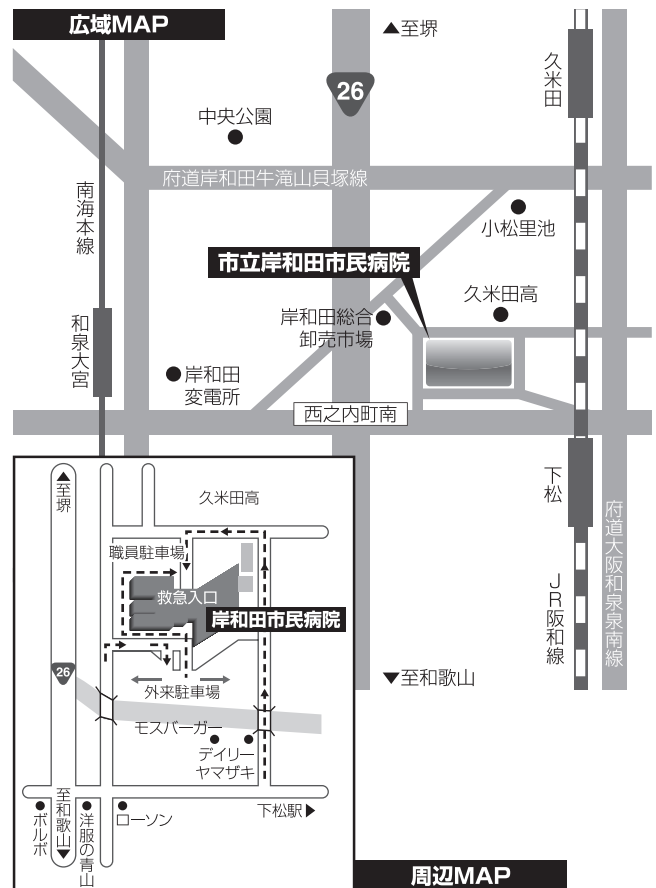 広域MAP
▲至堺
26
久米田
中央公園
府道岸和田牛滝山貝塚線
南海本線
小松里池
市立岸和田市民病院
久米田高
岸和田総合
卸売市場
和泉大宮
岸和田
変電所
西之内町南
下松
府道大阪和泉泉南線
JR阪和線
▼至和歌山
▲至堺
久米田高
職員駐車場
救急入口
岸和田市民病院
26
外来駐車場
モスバーガー
デイリー
ヤマザキ
下松駅▶
ボルボ
至和歌山▼
洋服の青山
ローソン
周辺MAP